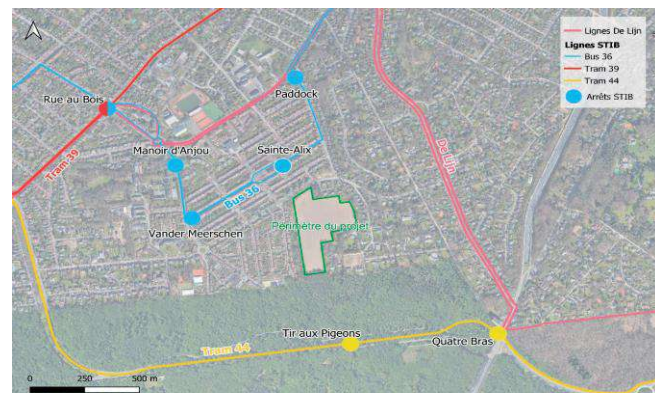 Lignes De Lijn
Lignes STIB
Bus 36
Tram 39
Tram 44
Arrêts STIB
Rue au Bois
Paddock
Manoir d'Anjou
Sainte-Alix
Tram 39
Bus 36
De Lijn
Vander Meerschen
Périmètre du projet
Tir aux Pigeons
Tram 44
Quatre Bras
0 250 500 m